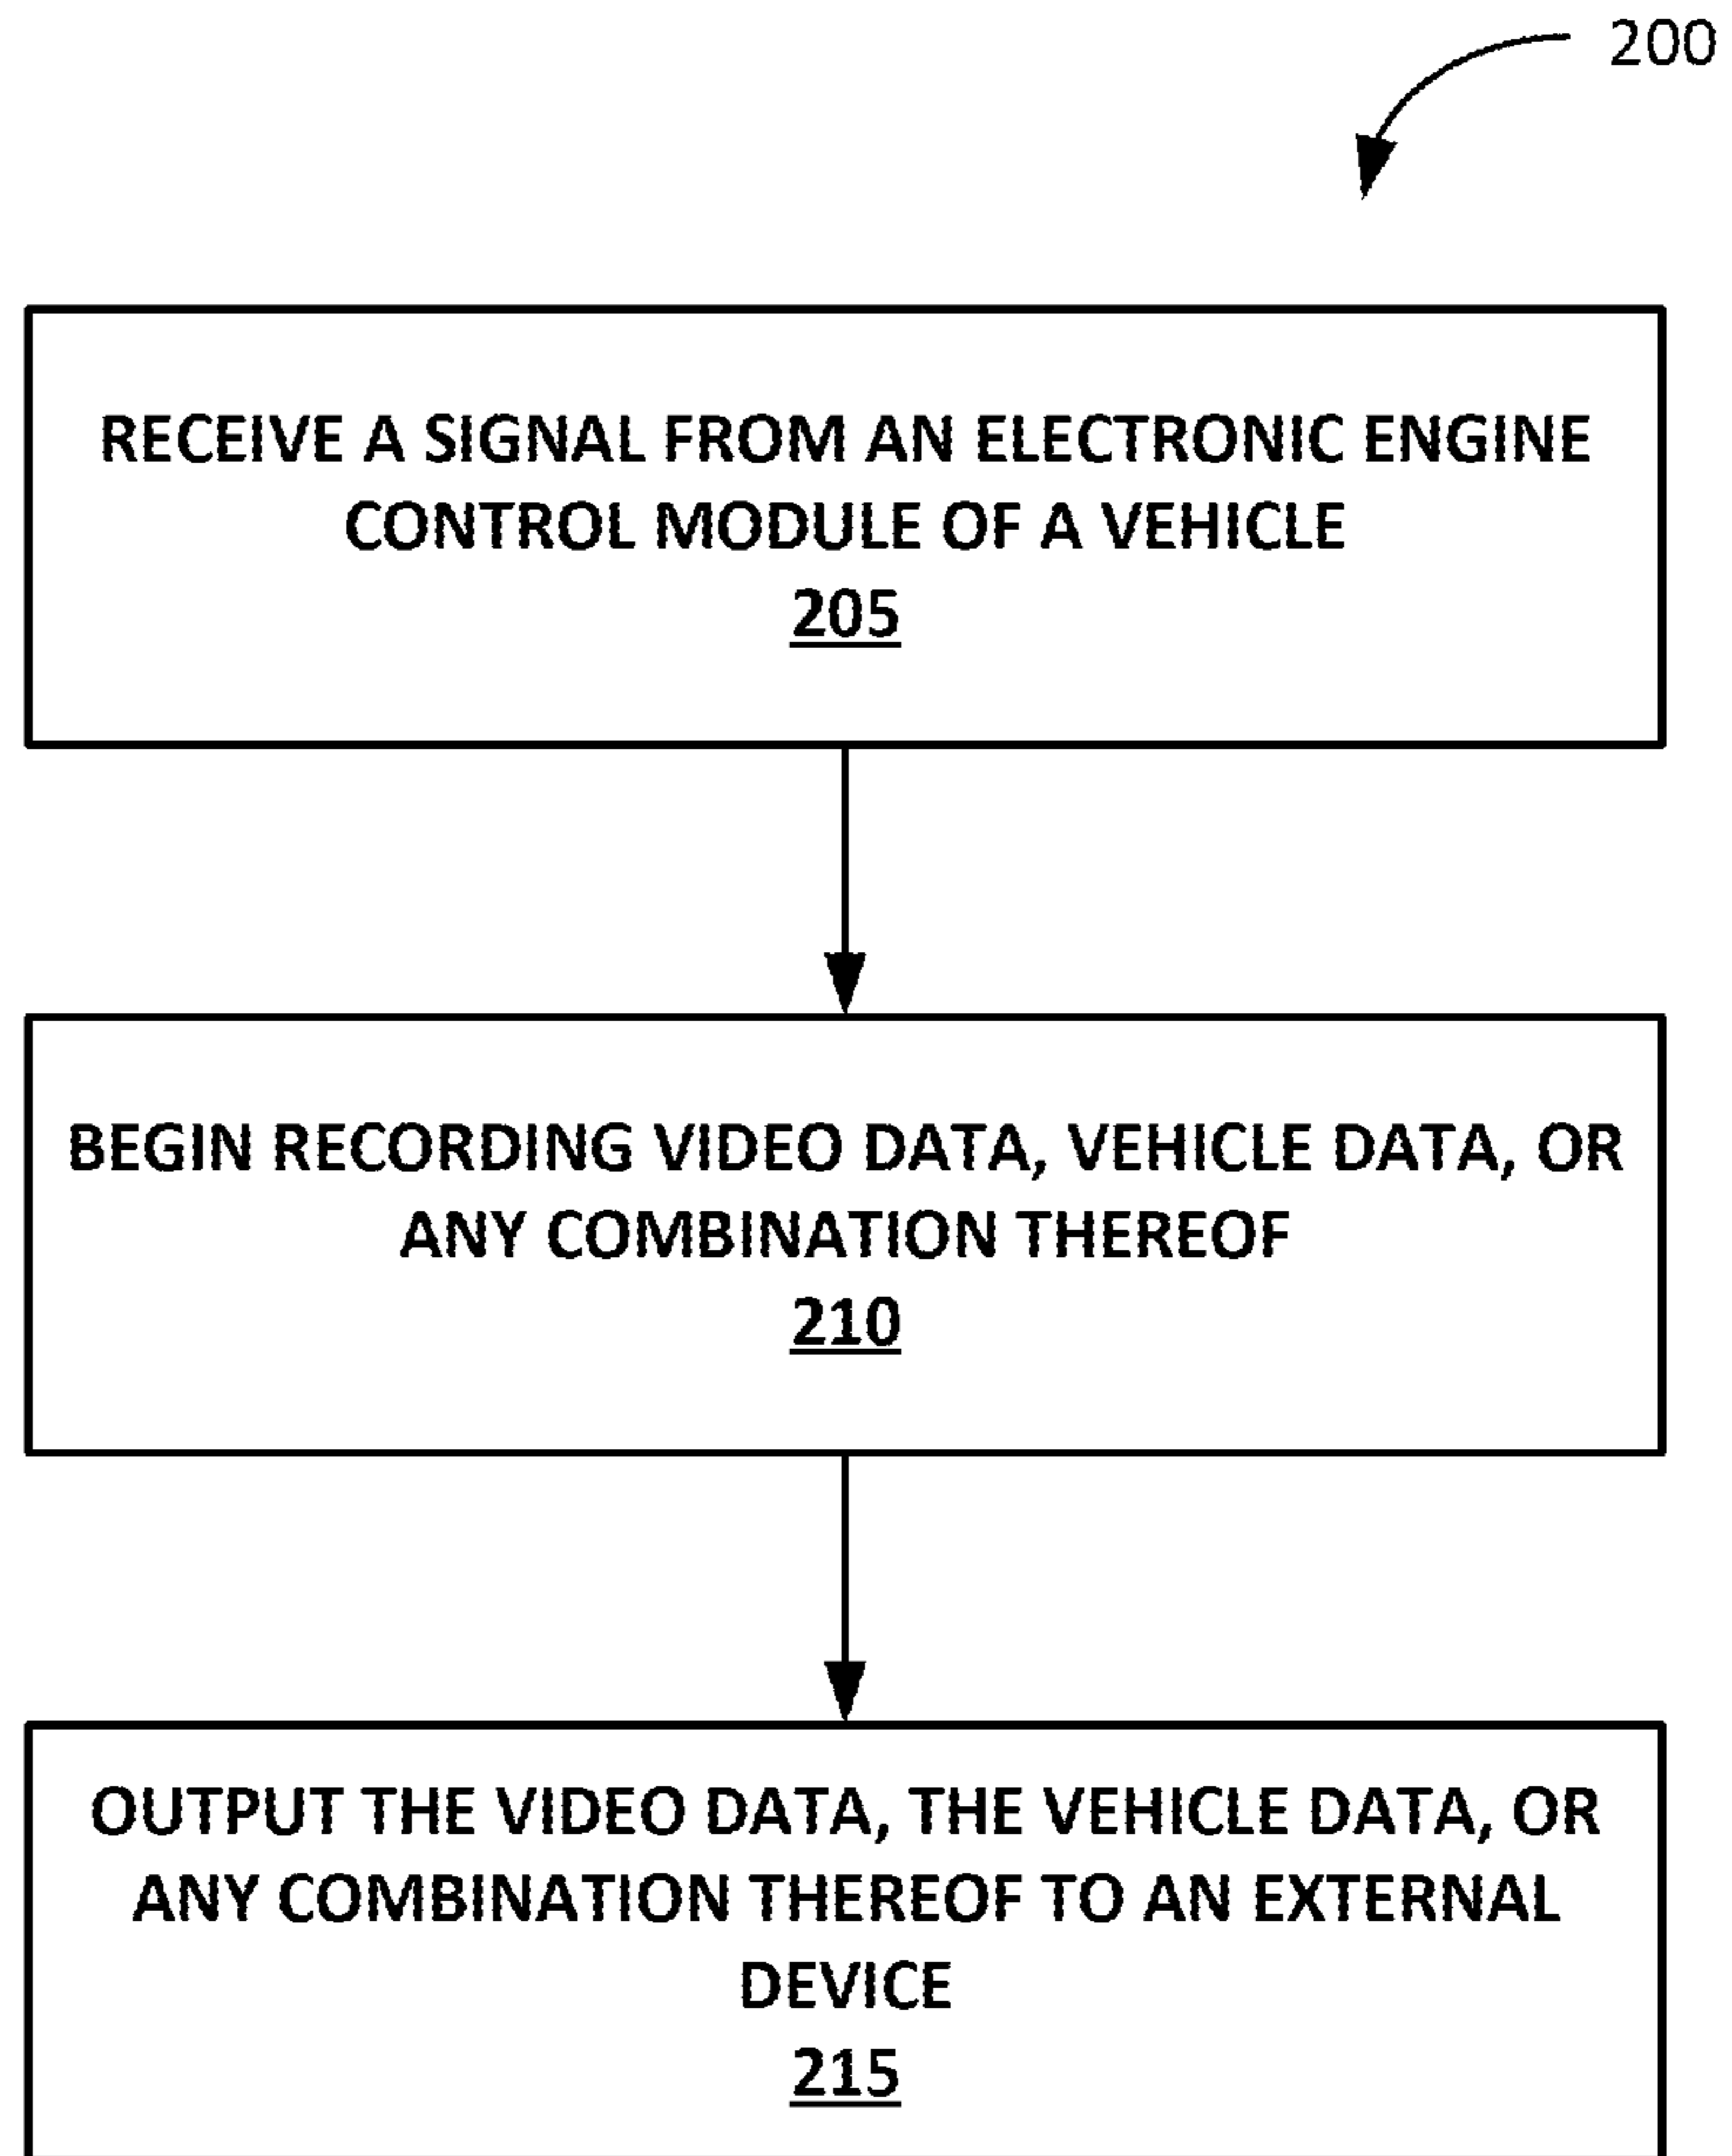 200
RECEIVE A SIGNAL FROM AN ELECTRONIC ENGINE
CONTROL MODULE OF A VEHICLE
205
BEGIN RECORDING VIDEO DATA, VEHICLE DATA, OR
ANY COMBINATION THEREOF
210
OUTPUT THE VIDEO DATA, THE VEHICLE DATA, OR
ANY COMBINATION THEREOF TO AN EXTERNAL
DEVICE
215